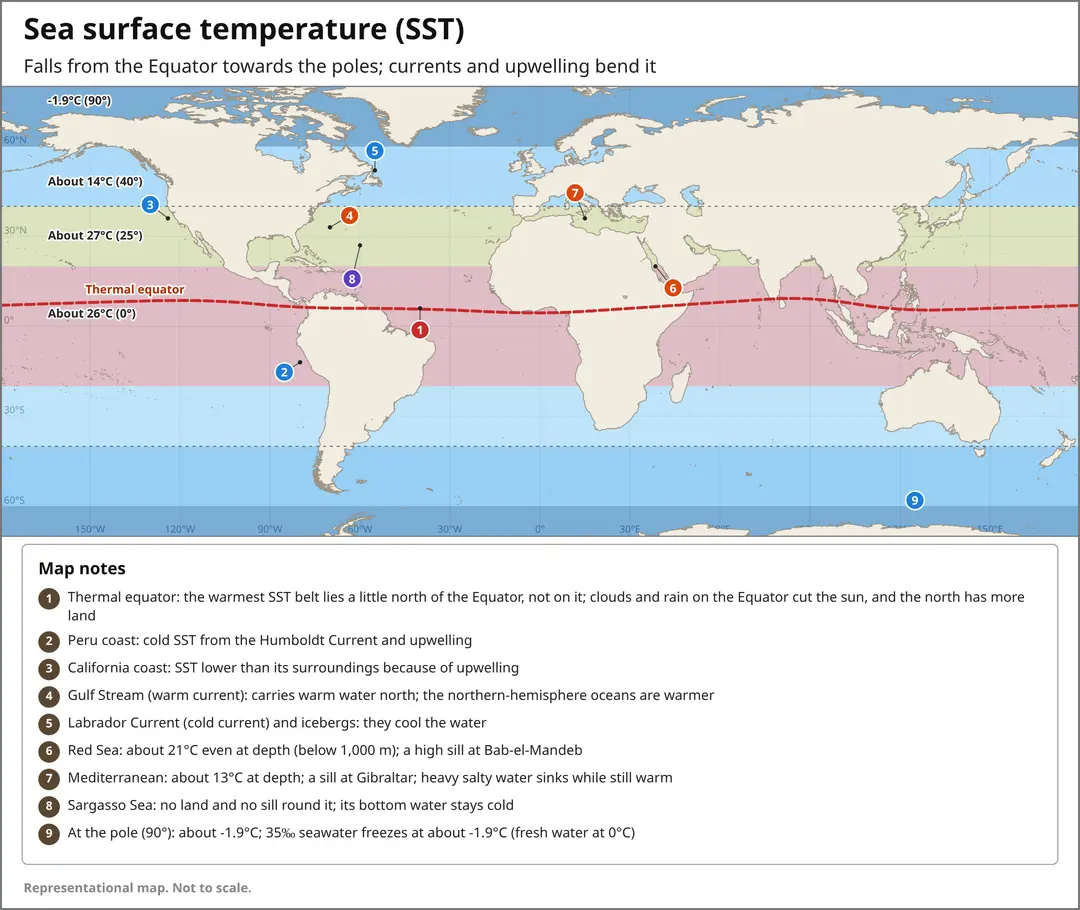 Sea surface temperature (SST)
Falls from the Equator towards the poles; currents and upwelling bend it
-1.9°C (90°)
60°N
5
About 14°C (40°)
7
3
4
30°N
About 27°C (25°)
8
6
Thermal equator
About 26°C (0°)
0°
1
2
30°S
60°S
9
150°W
120°W
90°W
60°W
30°W
0°
30°E
150°E
Map notes
1 Thermal equator: the warmest SST belt lies a little north of the Equator, not on it; clouds and rain on the Equator cut the sun, and the north has more
land
2 Peru coast: cold SST from the Humboldt Current and upwelling
3 California coast: SST lower than its surroundings because of upwelling
4 Gulf Stream (warm current): carries warm water north; the northern-hemisphere oceans are warmer
5 Labrador Current (cold current) and icebergs: they cool the water
6 Red Sea: about 21°C even at depth (below 1,000 m); a high sill at Bab-el-Mandeb
7 Mediterranean: about 13°C at depth; a sill at Gibraltar; heavy salty water sinks while still warm
8 Sargasso Sea: no land and no sill round it; its bottom water stays cold
9 At the pole (90°): about -1.9°C; 35‰ seawater freezes at about -1.9°C (fresh water at 0°C)
Representational map. Not to scale.